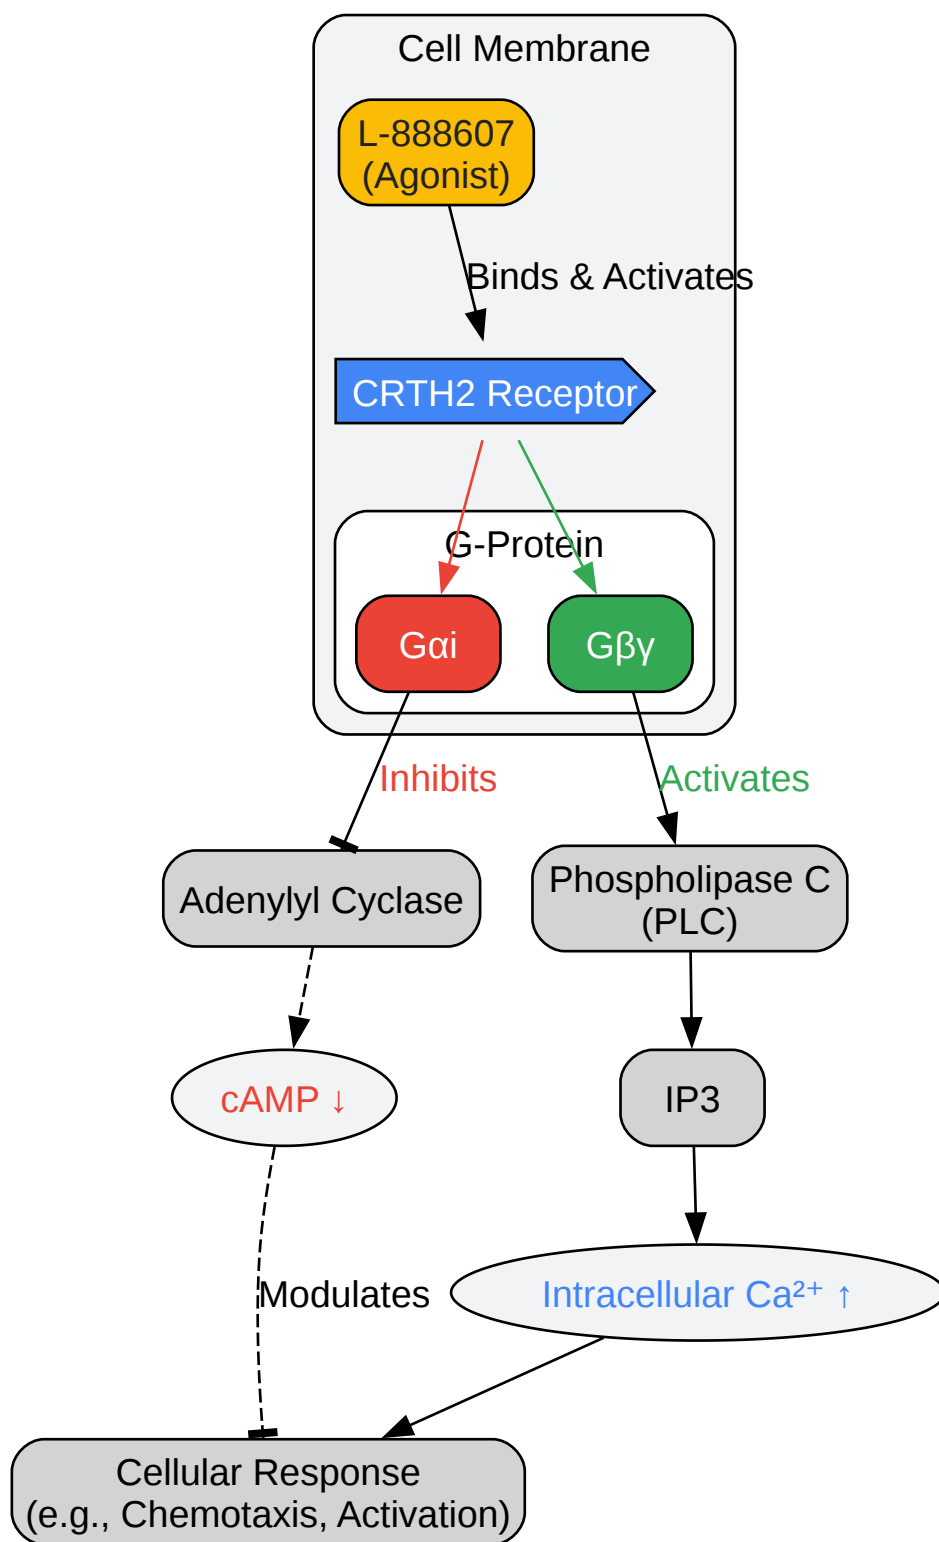 Cell Membrane
L-888607
(Agonist)
Binds & Activates
CRTH2 Receptor
G-Protein
Gαi
Gβγ
Inhibits
Activates
Adenylyl Cyclase
Phospholipase C
(PLC)
cAMP ↓
IP3
Modulates
Intracellular Ca²⁺ ↑
Cellular Response
(e.g., Chemotaxis, Activation)